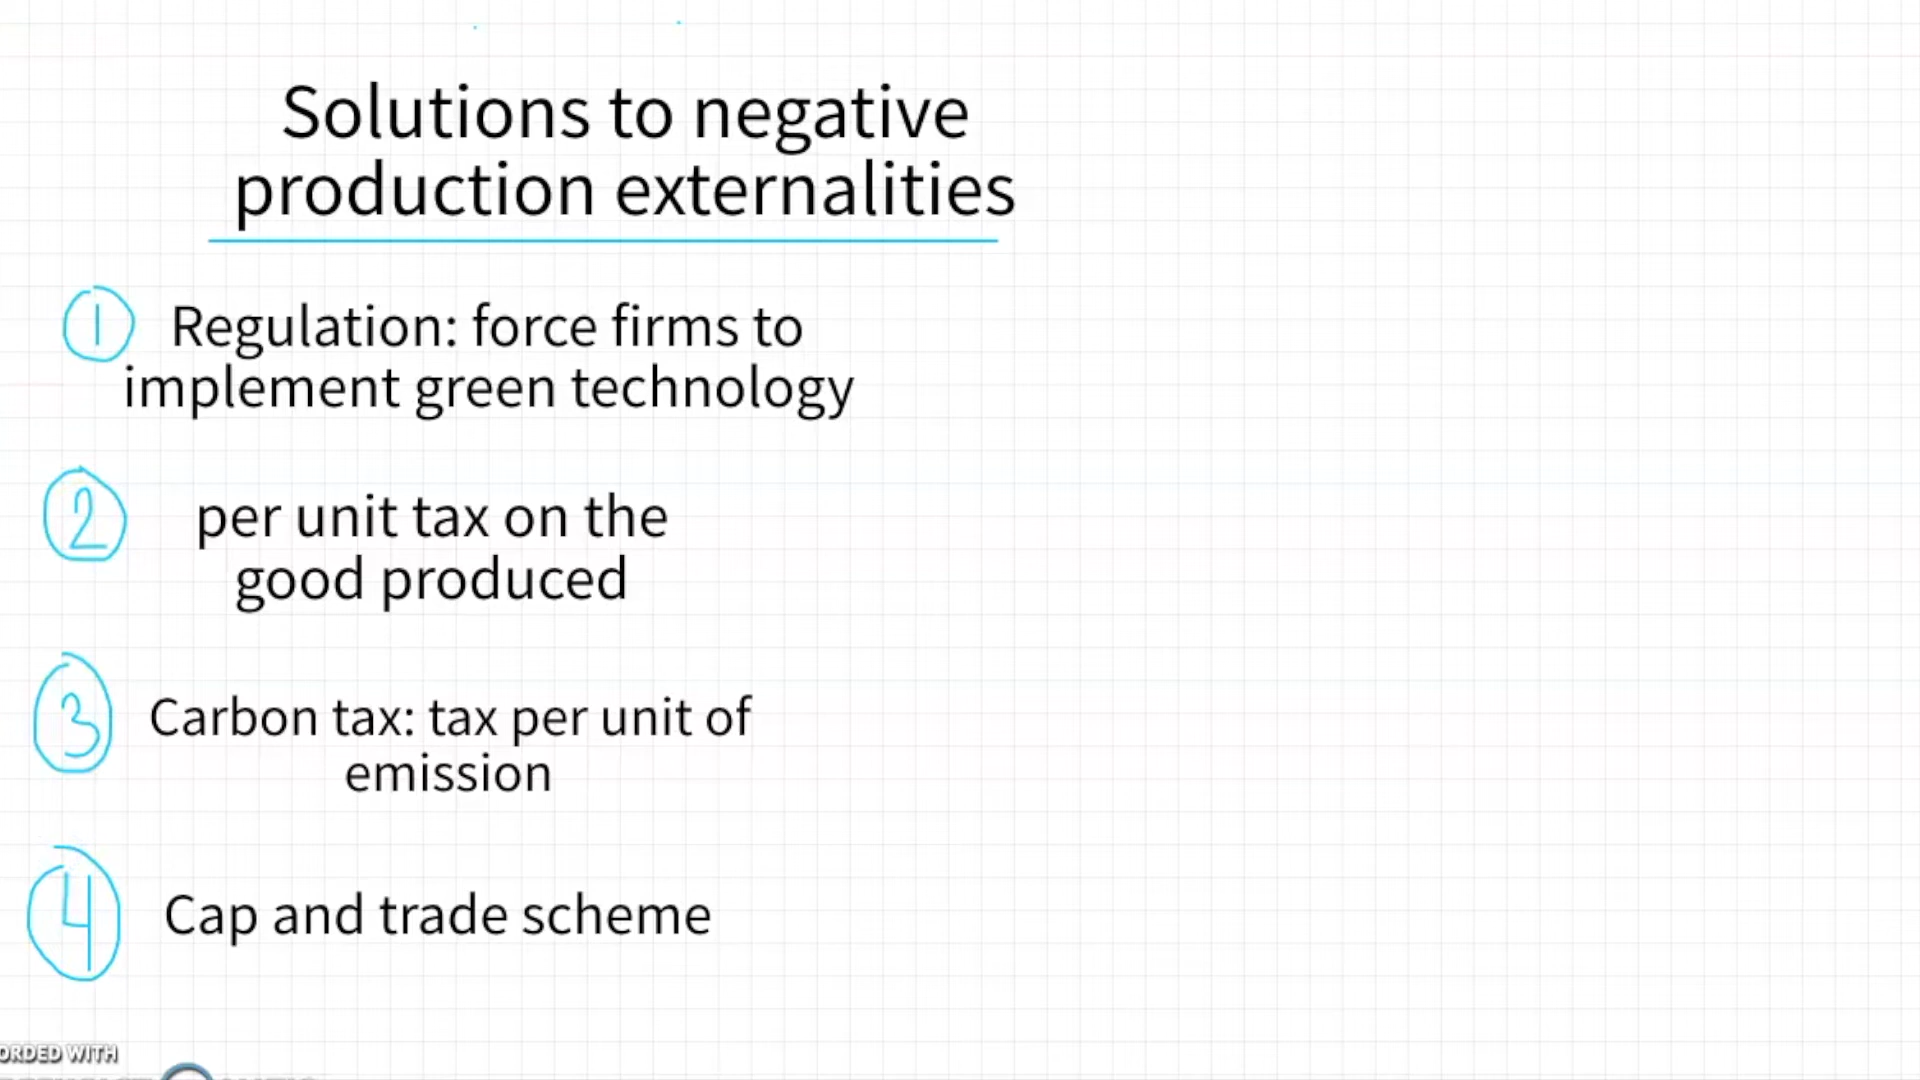 Solutions to negative
production externalities
1 Regulation: force firms to
implement green technology
2 per unit tax on the
good produced
3 Carbon tax: tax per unit of
emission
4 Cap and trade scheme
ORDED WITH